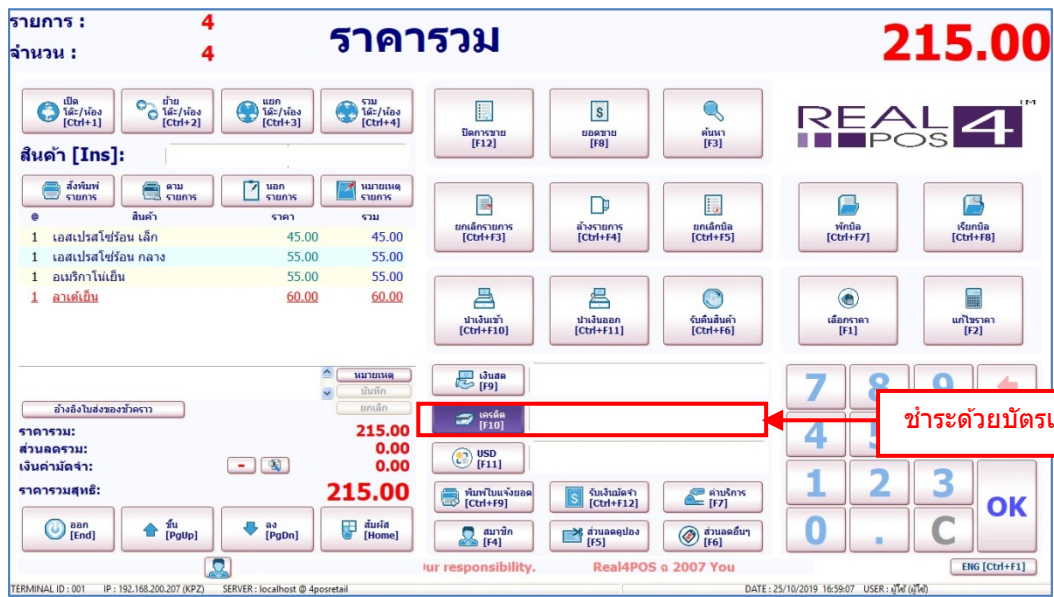 รายการ : 4
จำนวน : 4
ราคารวม
215.00
เปิด
โต๊ะ/ห้อง
[Ctrl+1]
ย้าย
โต๊ะ/ห้อง
[Ctrl+2]
แยก
โต๊ะ/ห้อง
[Ctrl+3]
รวม
โต๊ะ/ห้อง
[Ctrl+4]
ปิดการขาย
[F12]
ยอดขาย
[F8]
ค้นหา
[F3]
REAL 4 TM
POS
สินค้า [Ins]:
สั่งพิมพ์
รายการ
ตาม
รายการ
นอก
รายการ
หมายเหตุ
รายการ
@ สินค้า ราคา รวม
1 เอสเปรสโซ่ร้อน เล็ก 45.00 45.00
1 เอสเปรสโซ่ร้อน กลาง 55.00 55.00
1 อเมริกาโน่เย็น 55.00 55.00
1 ลาเต้เย็น 60.00 60.00
ยกเลิกรายการ
[Ctrl+F3]
ล้างรายการ
[Ctrl+F4]
ยกเลิกบิล
[Ctrl+F5]
พักบิล
[Ctrl+F7]
เรียกบิล
[Ctrl+F8]
นำเงินเข้า
[Ctrl+F10]
นำเงินออก
[Ctrl+F11]
รับคืนสินค้า
[Ctrl+F6]
เลือกราคา
[F1]
แก้ไขราคา
[F2]
หมายเหตุ
บันทึก
ยกเลิก
อ้างอิงใบส่งของชั่วคราว
ราคารวม: 215.00
ส่วนลดรวม: 0.00
เงินค่ามัดจำ: - 0.00
ราคารวมสุทธิ: 215.00
ออก
[End]
ขึ้น
[PgUp]
ลง
[PgDn]
สัมผัส
[Home]
เงินสด
[F9]
เครดิต
[F10]
USD
[F11]
พิมพ์ใบแจ้งยอด
[Ctrl+F9]
รับเงินมัดจำ
[Ctrl+F12]
ค่าบริการ
[F7]
สมาชิก
[F4]
ส่วนลดคูปอง
[F5]
ส่วนลดอื่นๆ
[F6]
7 8 9
4
ชำระด้วยบัตรเ
1 2 3
0 . C OK
ur responsibility. Real4POS ฉ 2007 You
ENG [Ctrl+F1]
TERMINAL ID : 001 IP : 192.168.200.207 (KPZ) SERVER : localhost @ 4posretail DATE : 25/10/2019 16:59:07 USER : ผู้ใช้ (ผู้ใช้)